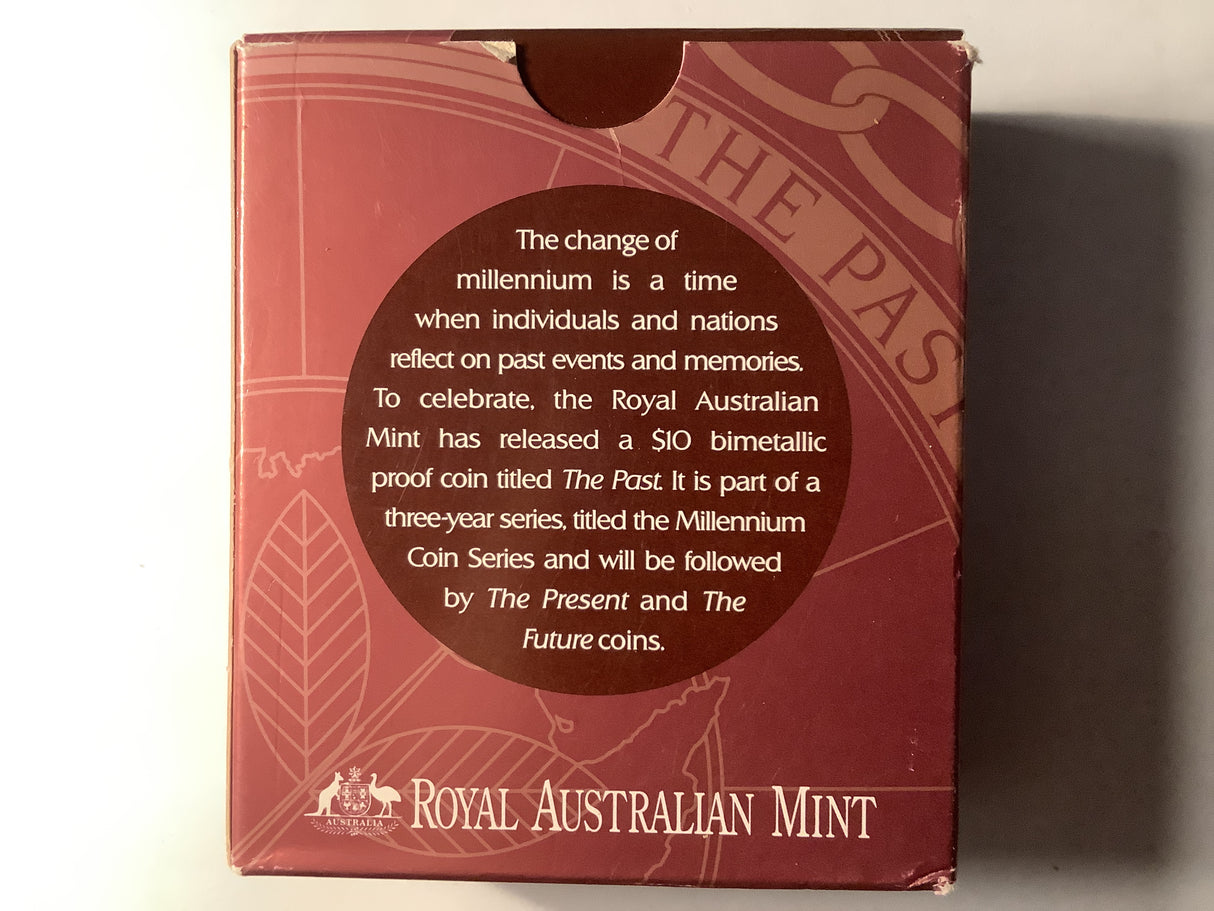 THE PAST
The change of
millennium is a time
when individuals and nations
reflect on past events and memories.
To celebrate, the Royal Australian
Mint has released a $10 bimetallic
proof coin titled The Past. It is part of a
three-year series, titled the Millennium
Coin Series and will be followed
by The Present and The
Future coins.
AUSTRALIA
ROYAL AUSTRALIAN MINT